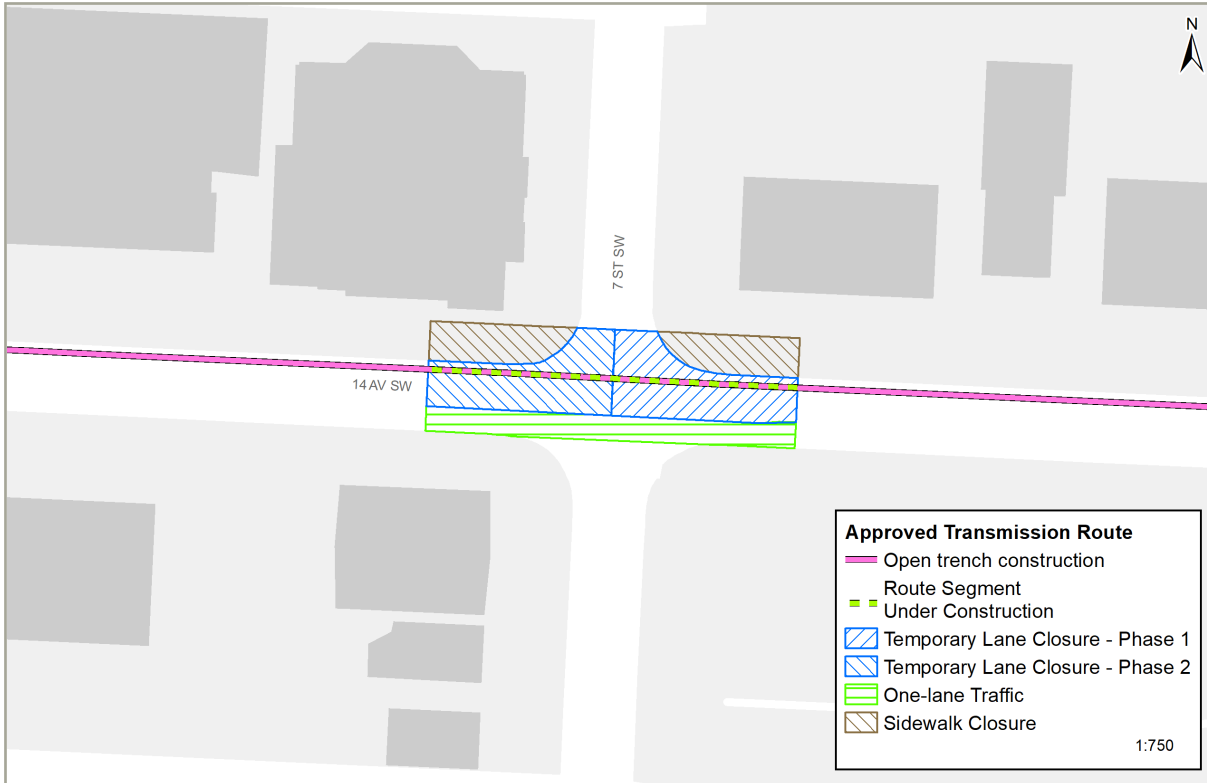 N
7 ST SW
14 AV SW
Approved Transmission Route
Open trench construction
Route Segment
Under Construction
Temporary Lane Closure - Phase 1
Temporary Lane Closure - Phase 2
One-lane Traffic
Sidewalk Closure
1:750